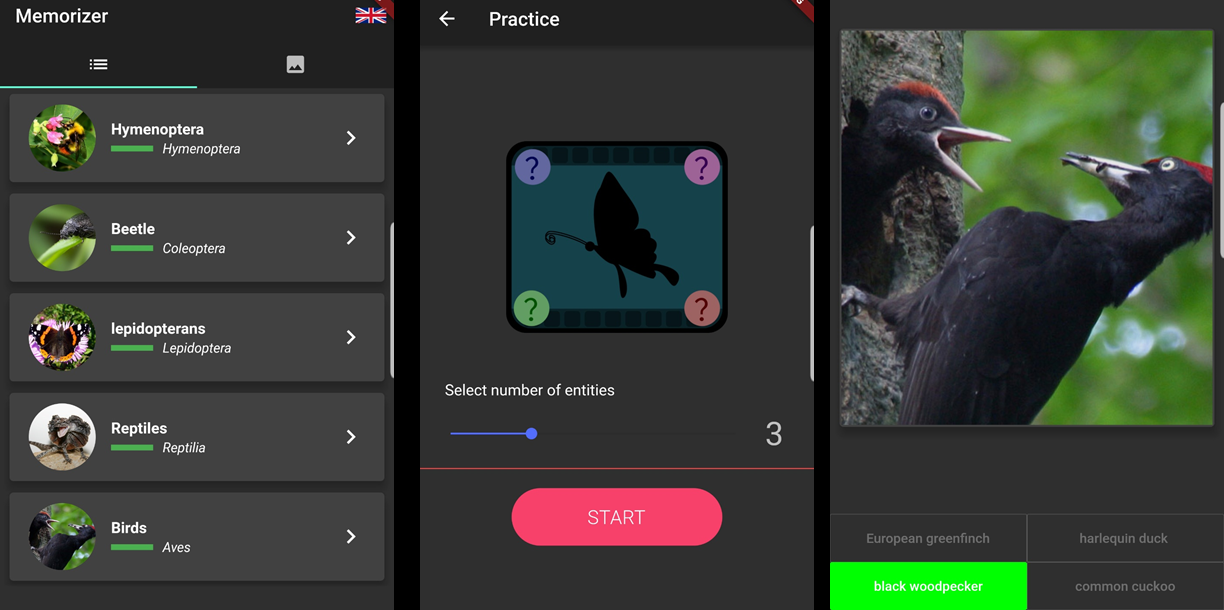 Memorizer
Hymenoptera
Hymenoptera
Beetle
Coleoptera
lepidopterans
Lepidoptera
Reptiles
Reptilia
Birds
Aves
Practice
?
?
?
?
Select number of entities
3
START
European greenfinch
harlequin duck
black woodpecker
common cuckoo